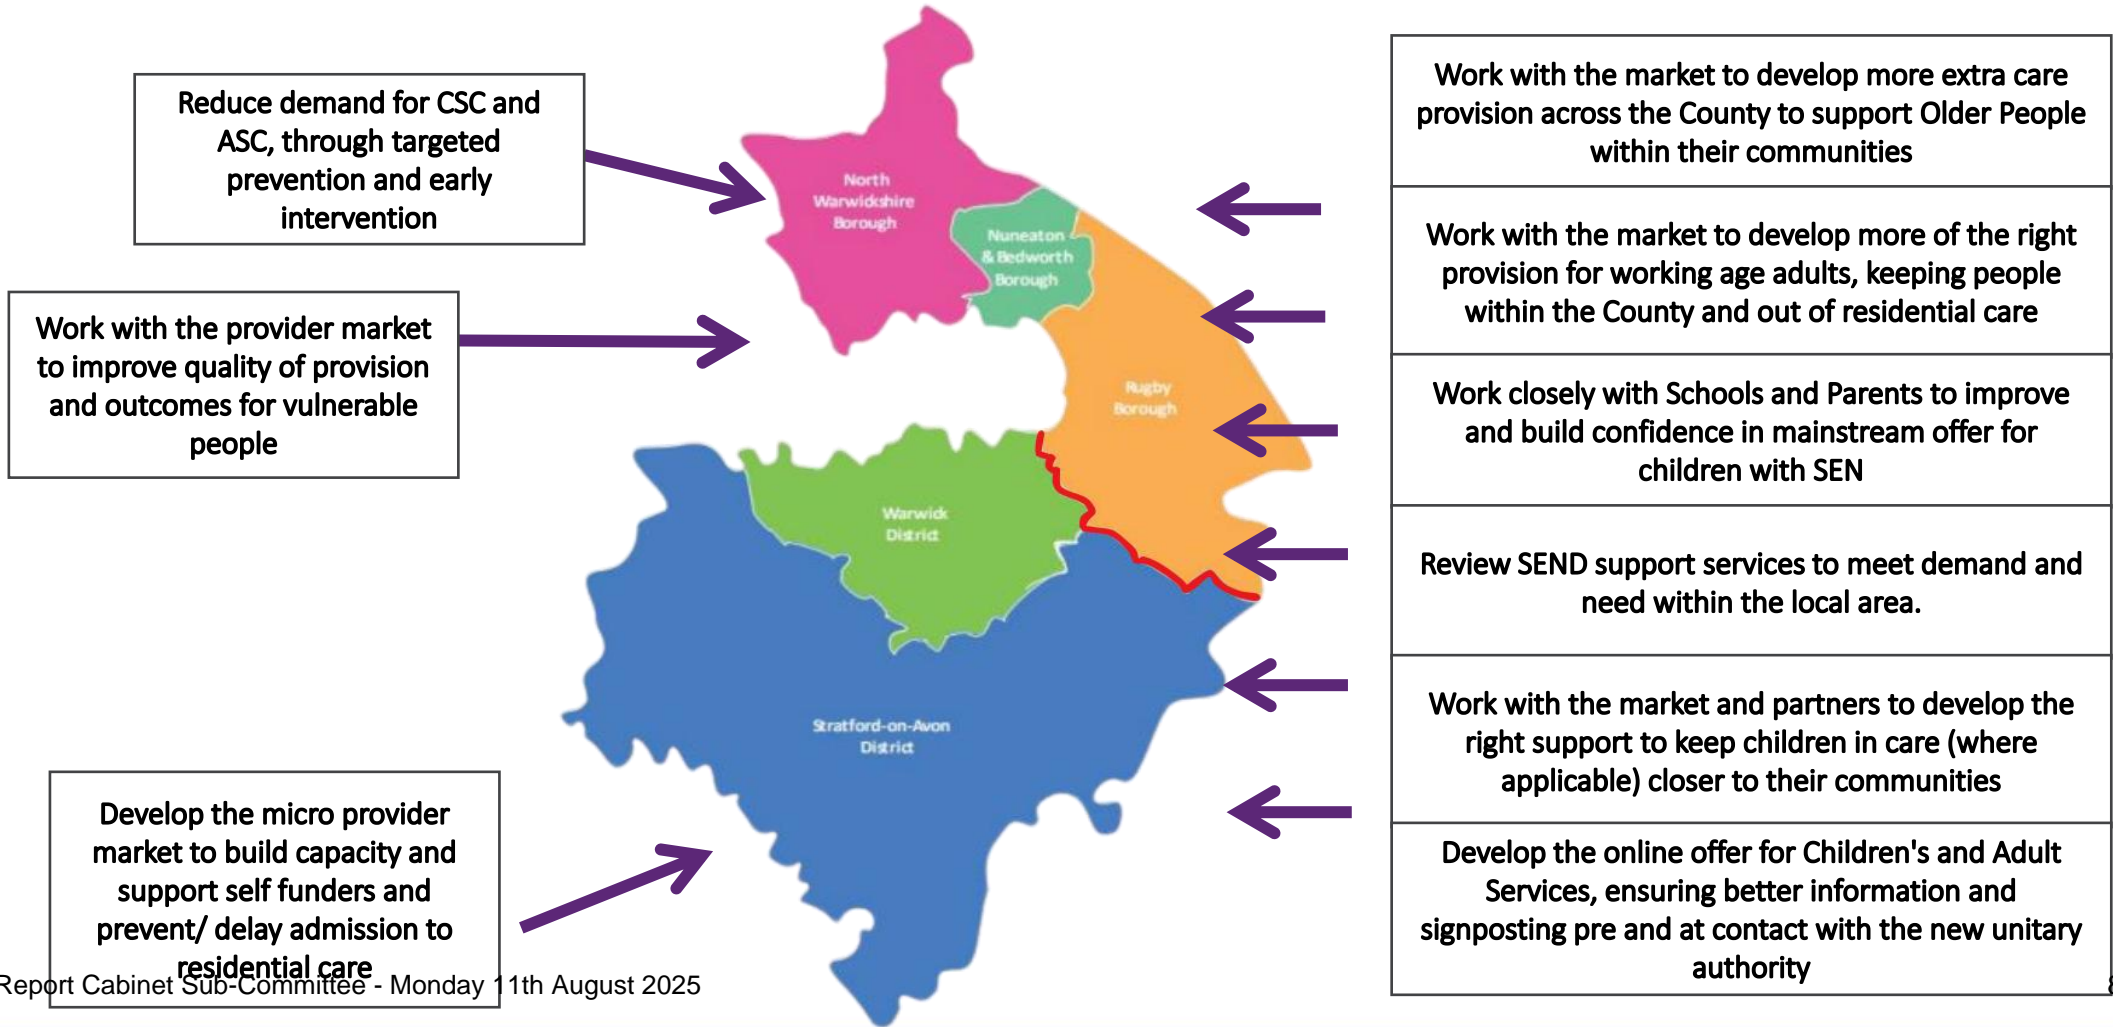 Reduce demand for CSC and
ASC, through targeted
prevention and early
intervention
Work with the provider market
to improve quality of provision
and outcomes for vulnerable
people
Develop the micro provider
market to build capacity and
support self funders and
prevent/ delay admission to
residential care
Report Cabinet Sub-Committee - Monday 11th August 2025
North
Warwickshire
Borough
Nuneaton
& Bedworth
Borough
Rugby
Borough
Warwick
District
Stratford-on-Avon
District
Work with the market to develop more extra care
provision across the County to support Older People
within their communities
Work with the market to develop more of the right
provision for working age adults, keeping people
within the County and out of residential care
Work closely with Schools and Parents to improve
and build confidence in mainstream offer for
children with SEN
Review SEND support services to meet demand and
need within the local area.
Work with the market and partners to develop the
right support to keep children in care (where
applicable) closer to their communities
Develop the online offer for Children's and Adult
Services, ensuring better information and
signposting pre and at contact with the new unitary
authority